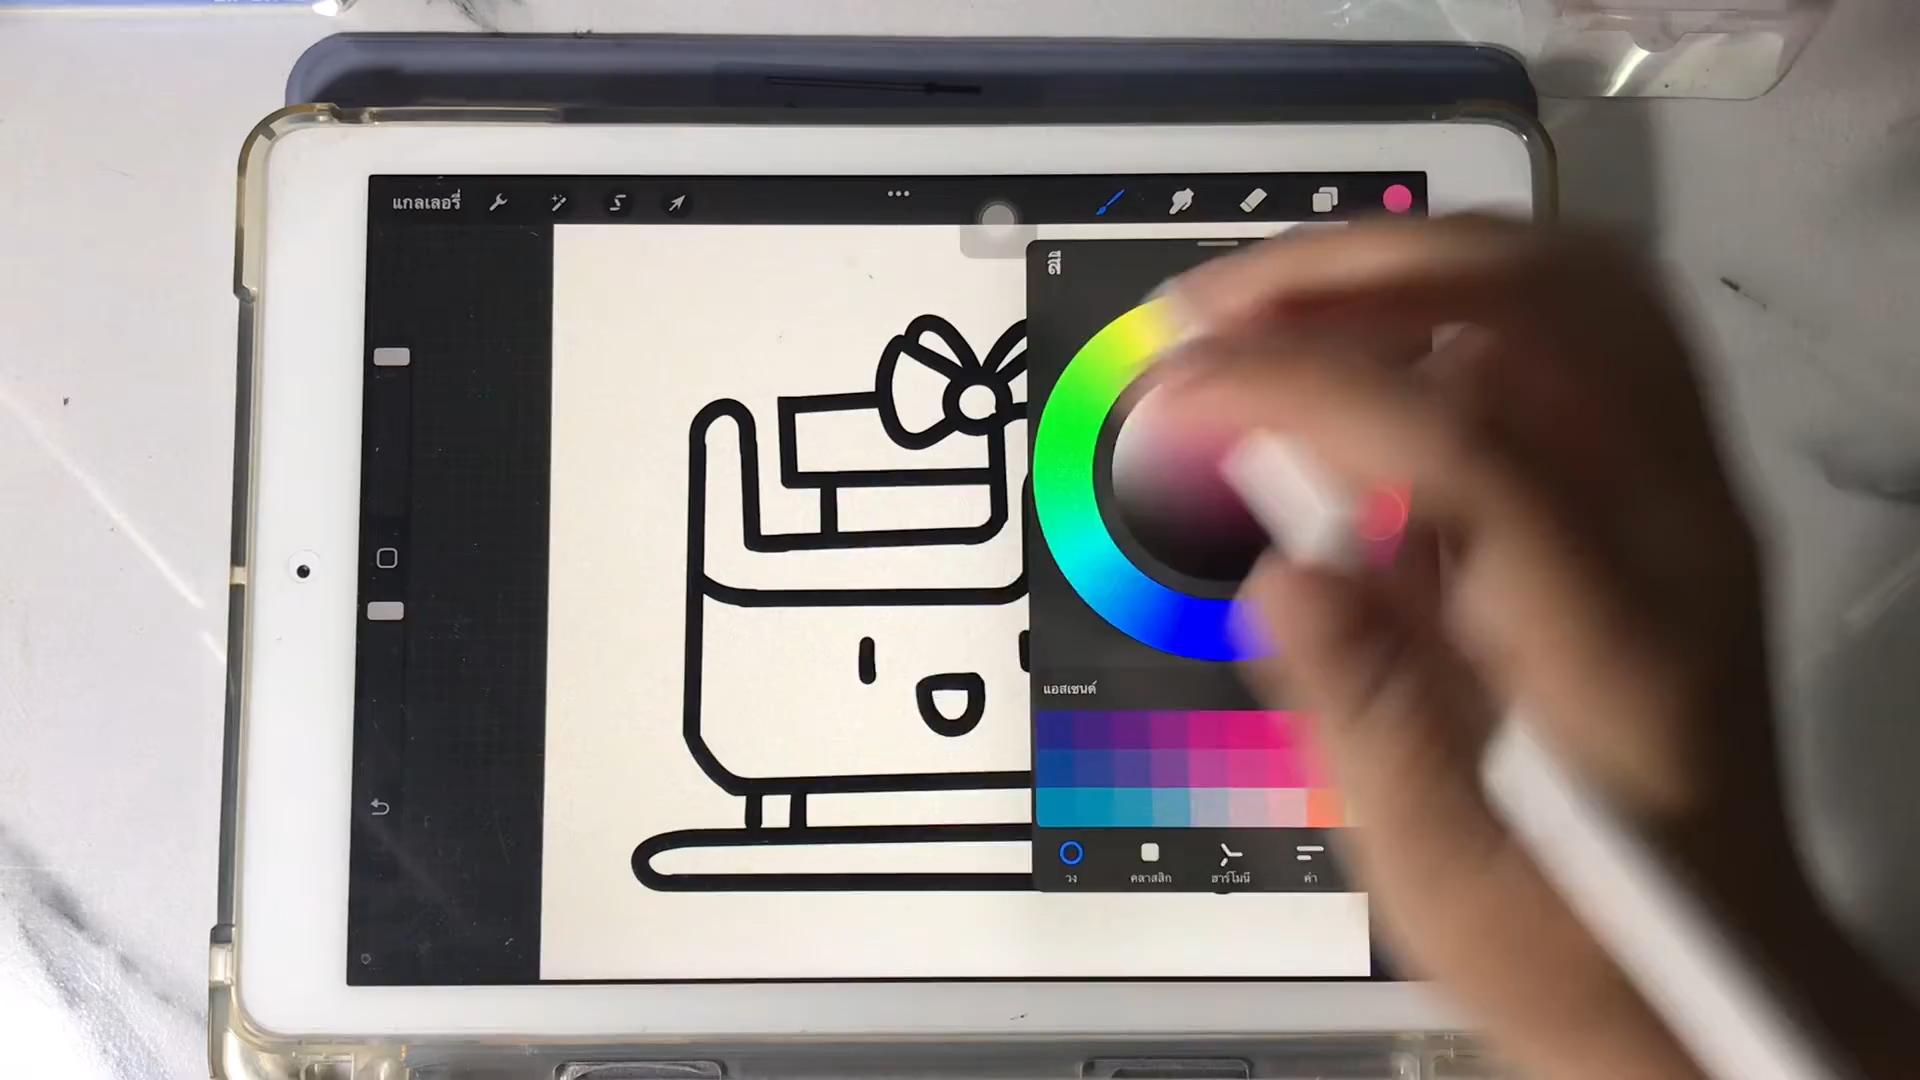 แกลเลอรี่
สี
แอสเซนด์
วง
คลาสสิก
ฮาร์โมนี
ค่า